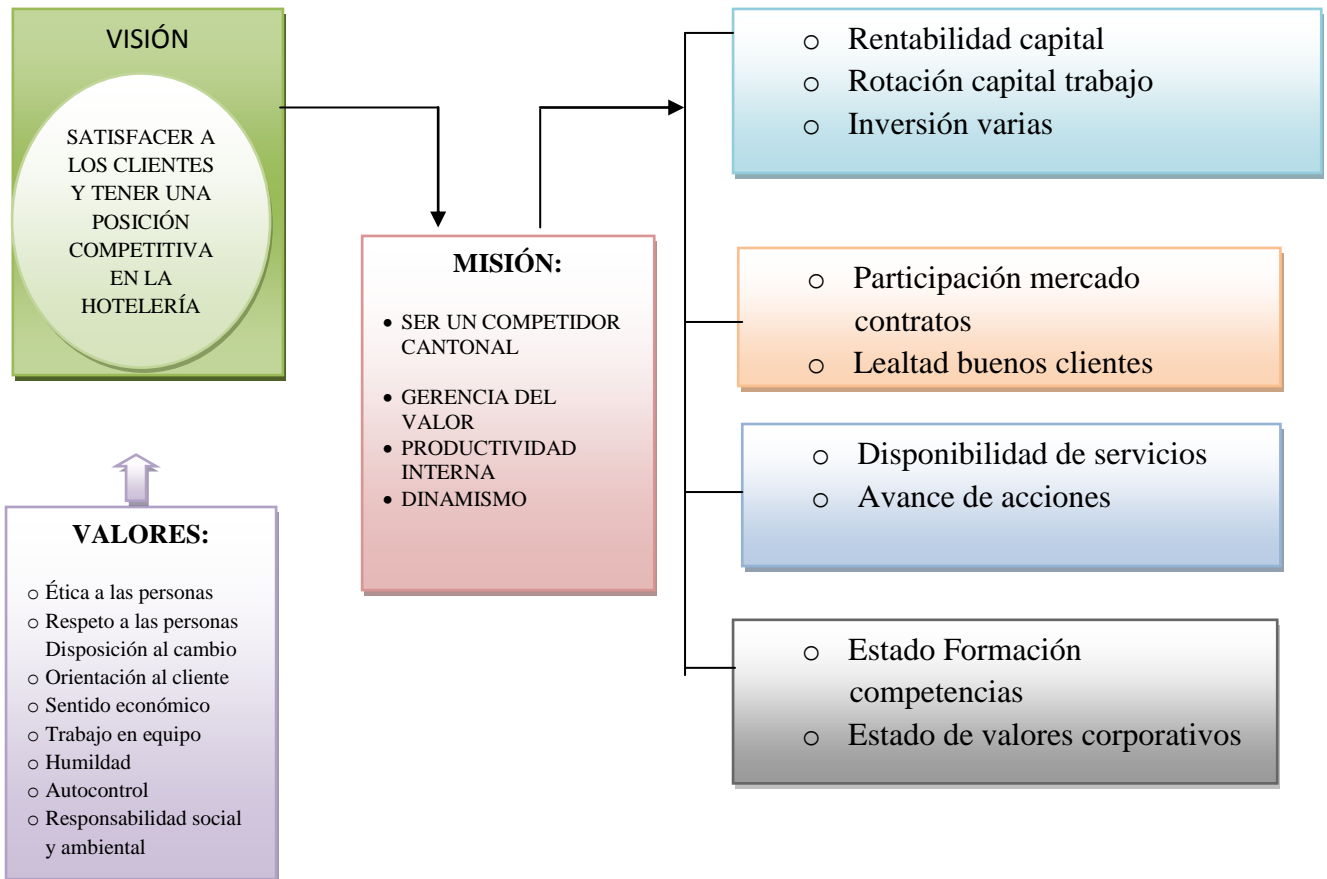 VISIÓN
SATISFACER A
LOS CLIENTES
Y TENER UNA
POSICIÓN
COMPETITIVA
EN LA
HOTELERÍA
VALORES:
o Ética a las personas
o Respeto a las personas
Disposición al cambio
o Orientación al cliente
o Sentido económico
o Trabajo en equipo
o Humildad
o Autocontrol
o Responsabilidad social
y ambiental
MISIÓN:
• SER UN COMPETIDOR
CANTONAL
• GERENCIA DEL
VALOR
• PRODUCTIVIDAD
INTERNA
• DINAMISMO
o Rentabilidad capital
o Rotación capital trabajo
o Inversión varias
o Participación mercado
contratos
o Lealtad buenos clientes
o Disponibilidad de servicios
o Avance de acciones
o Estado Formación
competencias
o Estado de valores corporativos